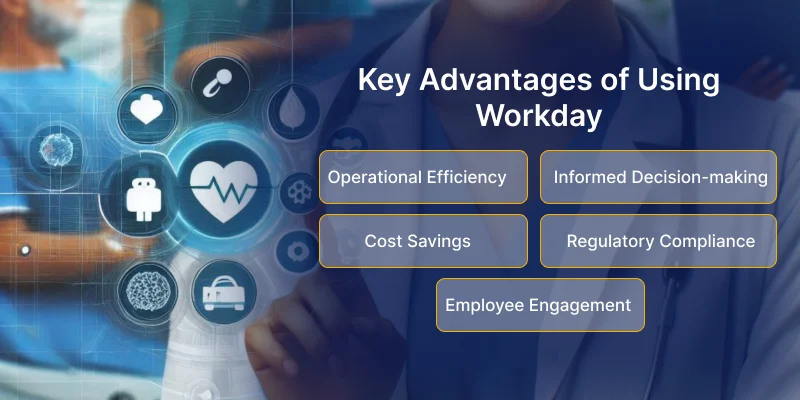 Key Advantages of Using
Workday
Operational Efficiency
Informed Decision-making
Cost Savings
Regulatory Compliance
Employee Engagement